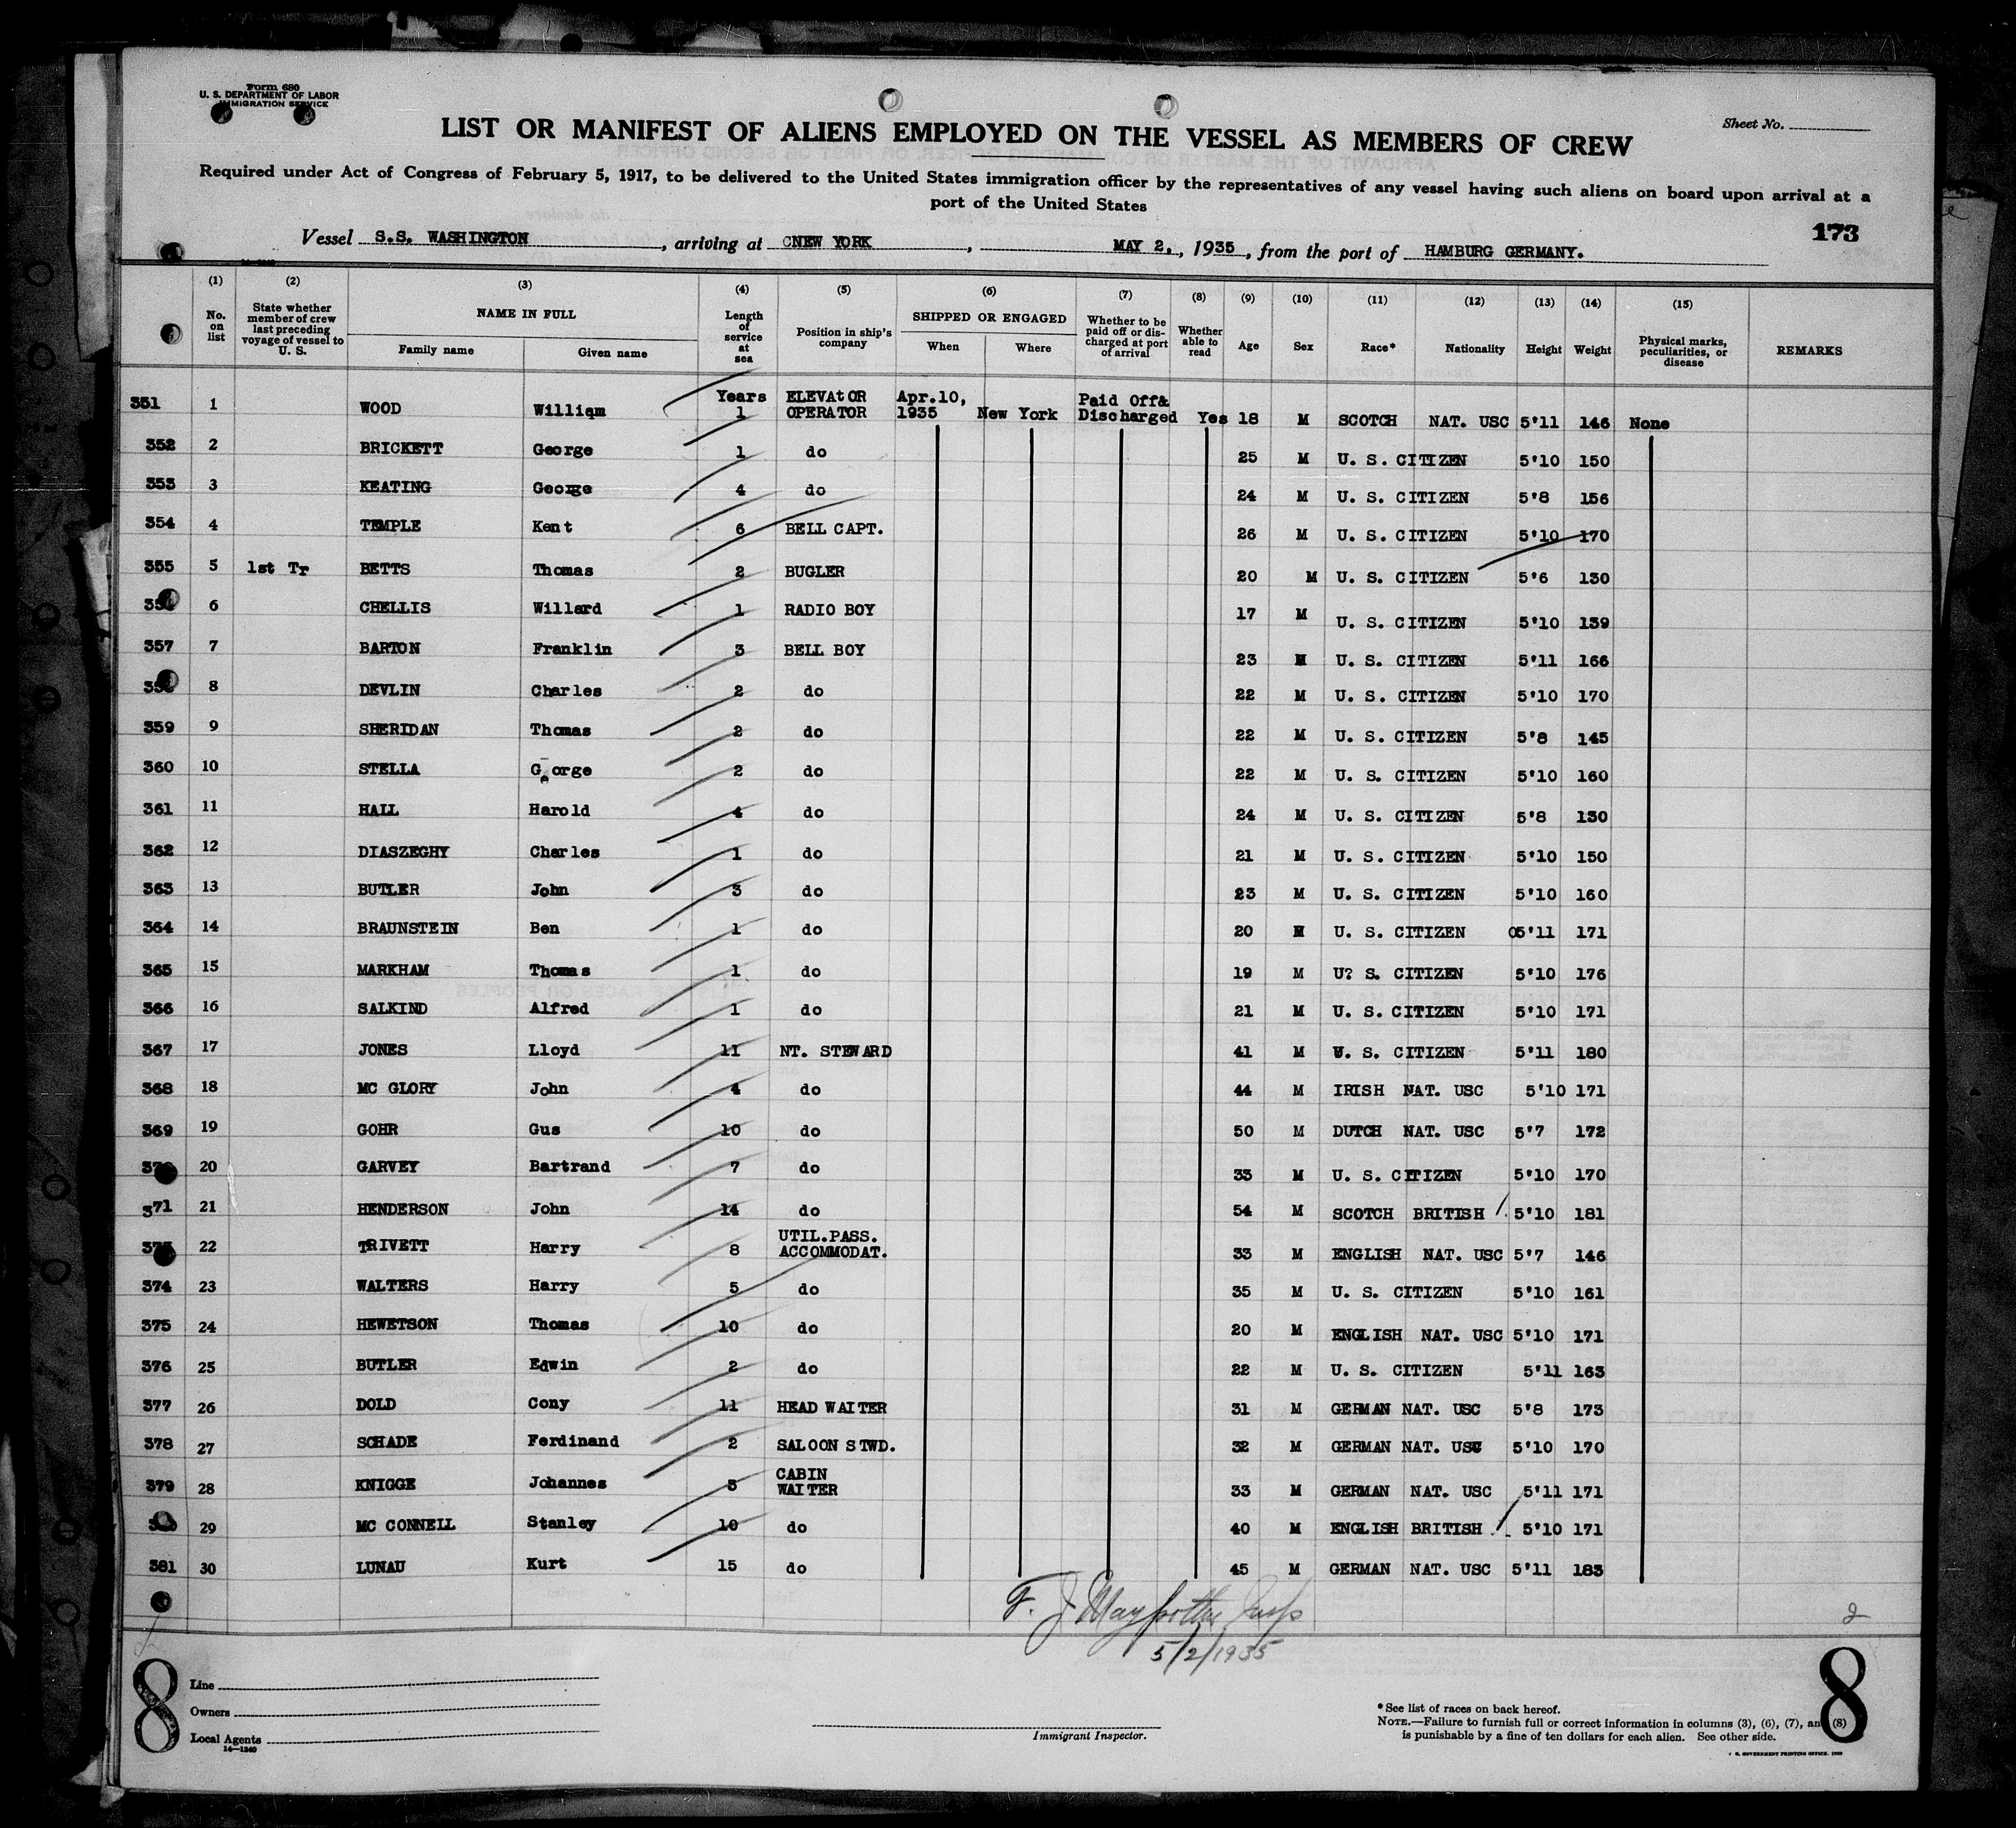 Form 680
U. S. DEPARTMENT OF LABOR
IMMIGRATION SERVICE
LIST OR MANIFEST OF ALIENS EMPLOYED ON THE VESSEL AS MEMBERS OF CREW
Sheet No.
Required under Act of Congress of February 5, 1917, to be delivered to the United States immigration officer by the representatives of any vessel having such aliens on board upon arrival at a
port of the United States
173
Vessel S.S. WASHINGTON, arriving at CNEW YORK, MAY 2,, 1935, from the port of HAMBURG GERMANY.
(1) (2) (3) (4) (5) (6) (7) (8) (9) (10) (11) (12) (13) (14) (15)
No. on list
State whether member of crew last preceding voyage of vessel to U. S.
NAME IN FULL
Family name Given name
Length of service at sea
Position in ship's company
SHIPPED OR ENGAGED
When Where
Whether to be paid off or discharged at port of arrival
Whether able to read
Age Sex Race* Nationality Height Weight
Physical marks, peculiarities, or disease
REMARKS
Years ELEVATOR Apr.10, Paid Off&
351 1 WOOD William 1 OPERATOR 1935 New York Discharged Yes 18 M SCOTCH NAT. USC 5'11 146 None
352 2 BRICKETT George 1 do 25 M U. S. CITIZEN 5'10 150
353 3 KEATING George 4 do 24 M U. S. CITIZEN 5'8 156
354 4 TEMPLE Kent 6 BELL CAPT. 26 M U. S. CITIZEN 5'10 170
355 5 1st Tr BETTS Thomas 2 BUGLER 20 M U. S. CITIZEN 5'6 130
6 CHELLIS Willard 1 RADIO BOY 17 M U. S. CITIZEN 5'10 139
357 7 BARTON Franklin 3 BELL BOY 23 M U. S. CITIZEN 5'11 166
8 DEVLIN Charles 2 do 22 M U. S. CITIZEN 5'10 170
359 9 SHERIDAN Thomas 2 do 22 M U. S. CITIZEN 5'8 145
360 10 STELLA George 2 do 22 M U. S. CITIZEN 5'10 160
361 11 HALL Harold 4 do 24 M U. S. CITIZEN 5'8 130
362 12 DIASZEGHY Charles 1 do 21 M U. S. CITIZEN 5'10 150
363 13 BUTLER John 3 do 23 M U. S. CITIZEN 5'10 160
364 14 BRAUNSTEIN Ben 1 do 20 M U. S. CITIZEN 05'11 171
365 15 MARKHAM Thomas 1 do 19 M U? S. CITIZEN 5'10 176
366 16 SALKIND Alfred 1 do 21 M U. S. CITIZEN 5'10 171
367 17 JONES Lloyd 11 NT. STEWARD 41 M U. S. CITIZEN 5'11 180
368 18 MC GLORY John 4 do 44 M IRISH NAT. USC 5'10 171
369 19 GOHR Gus 10 do 50 M DUTCH NAT. USC 5'7 172
20 GARVEY Bartrand 7 do 33 M U. S. CITIZEN 5'10 170
371 21 HENDERSON John 14 do 54 M SCOTCH BRITISH 5'10 181
UTIL.PASS.
22 TRIVETT Harry 8 ACCOMMODAT. 33 M ENGLISH NAT. USC 5'7 146
374 23 WALTERS Harry 5 do 35 M U. S. CITIZEN 5'10 161
375 24 HEWETSON Thomas 10 do 20 M ENGLISH NAT. USC 5'10 171
376 25 BUTLER Edwin 2 do 22 M U. S. CITIZEN 5'11 163
377 26 DOLD Cony 11 HEAD WAITER 31 M GERMAN NAT. USC 5'8 173
378 27 SCHADE Ferdinand 2 SALOON STWD. 32 M GERMAN NAT. USC 5'10 170
CABIN
379 28 KNIGGE Johannes 5 WAITER 33 M GERMAN NAT. USC 5'11 171
29 MC CONNELL Stanley 10 do 40 M ENGLISH BRITISH 5'10 171
381 30 LUNAU Kurt 15 do 45 M GERMAN NAT. USC 5'11 183
F. J.
5/2/1935
2
8 8
Line
Owners
Local Agents
14—1240
Immigrant Inspector.
*See list of races on back hereof.
NOTE.—Failure to furnish full or correct information in columns (3), (6), (7), and (8)
is punishable by a fine of ten dollars for each alien. See other side.
GOVERNMENT PRINTING OFFICE